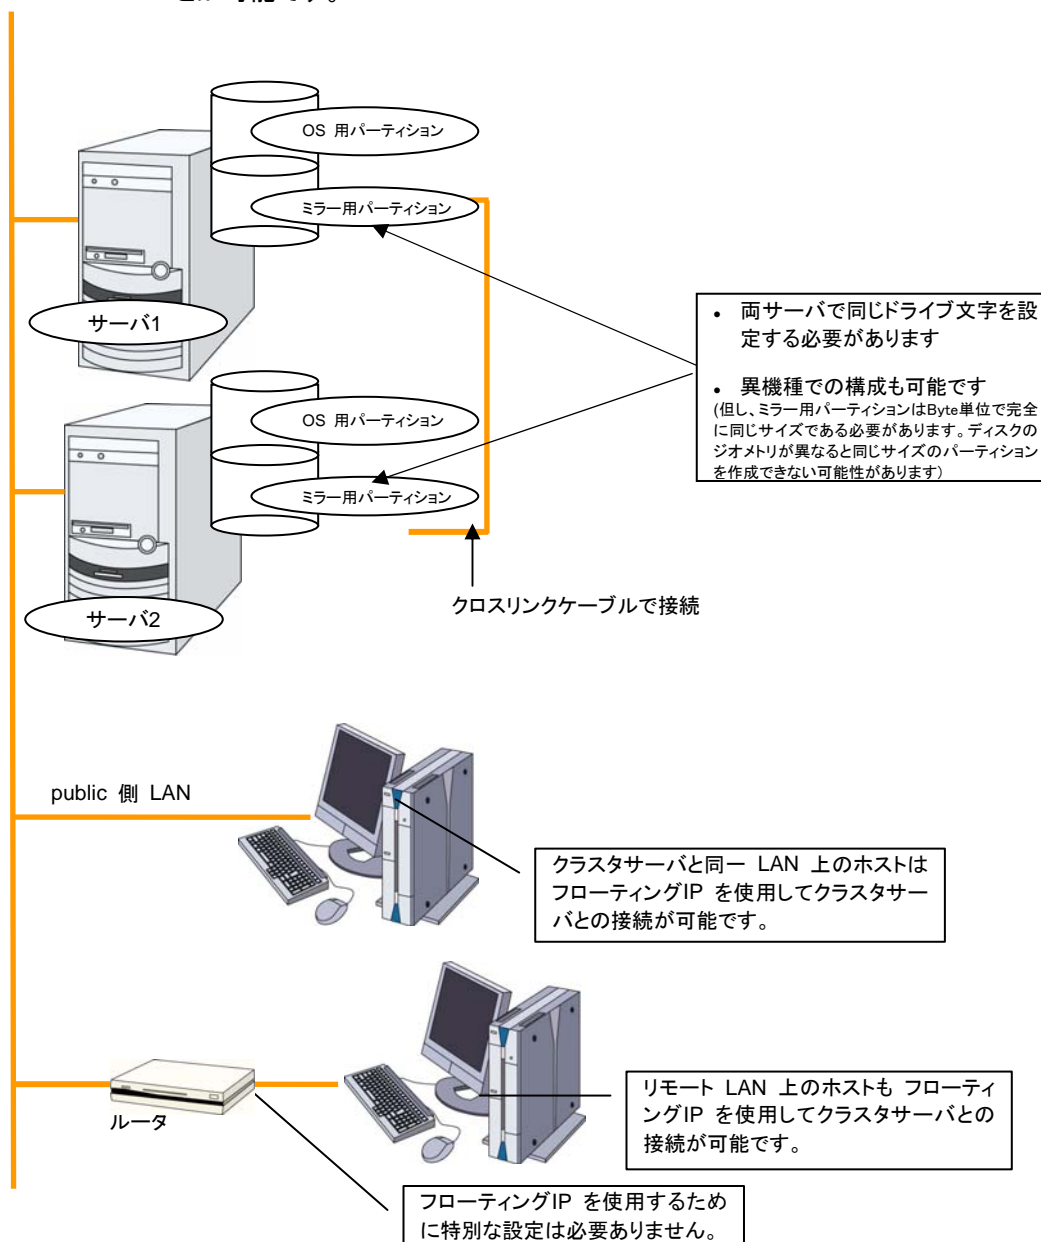 とが可能です。
OS 用パーティション
ミラー用パーティション
サーバ1
• 両サーバで同じドライブ文字を設
定する必要があります
• 異機種での構成も可能です
(但し、ミラー用パーティションはByte単位で完全
に同じサイズである必要があります。ディスクの
ジオメトリが異なると同じサイズのパーティション
を作成できない可能性があります)
OS 用パーティション
ミラー用パーティション
サーバ2
クロスリンクケーブルで接続
public 側 LAN
クラスタサーバと同一 LAN 上のホストは
フローティングIP を使用してクラスタサー
バとの接続が可能です。
ルータ
リモート LAN 上のホストも フローティ
ングIP を使用してクラスタサーバとの
接続が可能です。
フローティングIP を使用するため
に特別な設定は必要ありません。